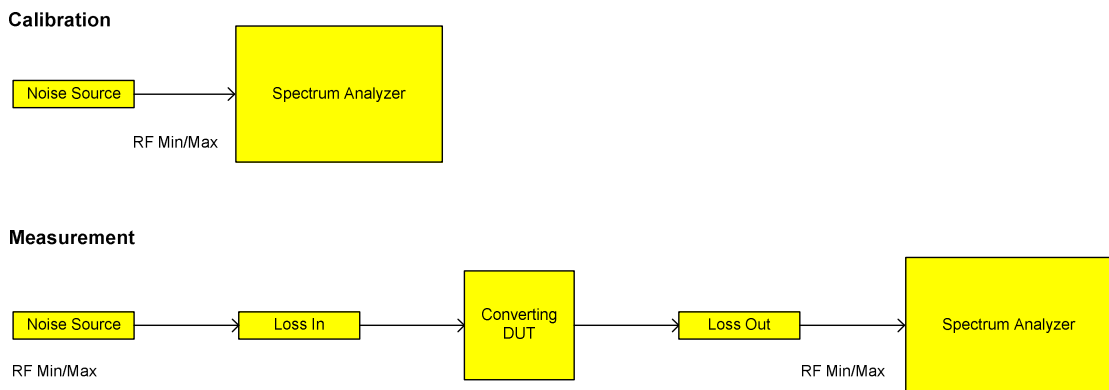 Calibration
Noise Source
Spectrum Analyzer
RF Min/Max
Measurement
Noise Source
Loss In
Converting
DUT
Loss Out
Spectrum Analyzer
RF Min/Max
RF Min/Max